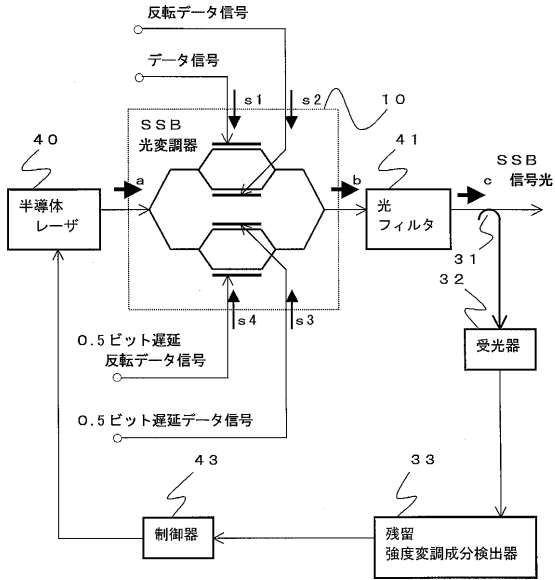 反転データ信号
データ信号
s1
s2
10
SSB
光変調器
40
a
b
41
SSB
信号光
c
半導体
レーザ
光
フィルタ
31
32
s4
s3
0.5ビット遅延
反転データ信号
受光器
0.5ビット遅延データ信号
43
33
制御器
残留
強度変調成分検出器